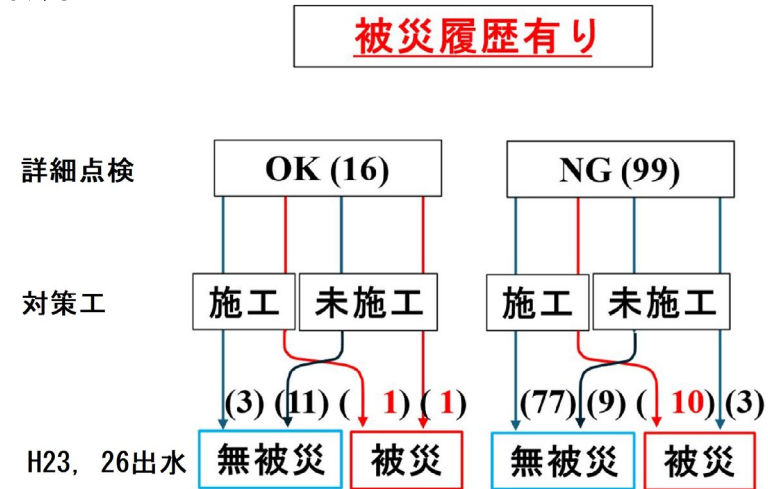 被災履歴有り
詳細点検 OK (16) NG (99)
対策工 施工 未施工 施工 未施工
(3) (11) ( 1) ( 1) (77) (9) ( 10) (3)
H23, 26出水 無被災 被災 無被災 被災